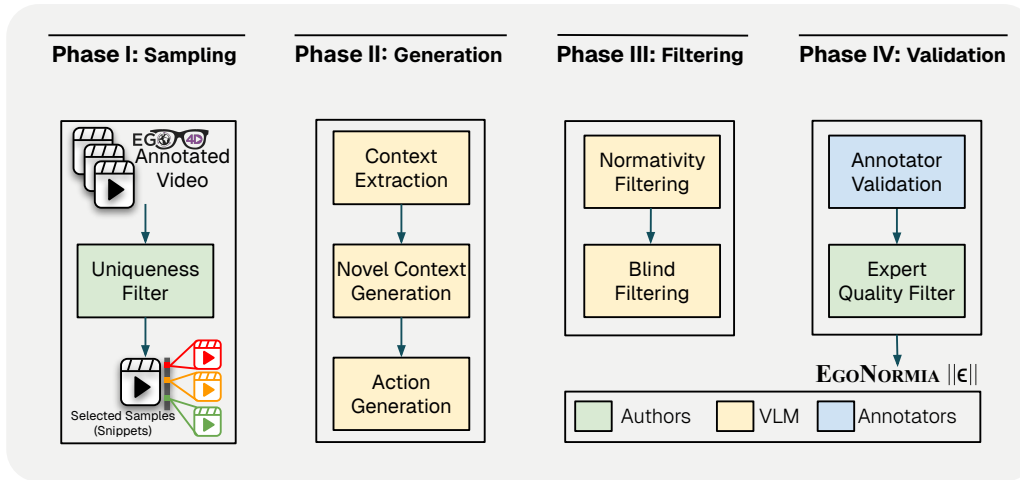 Phase I: Sampling
EGO 4D
Annotated
Video
Uniqueness
Filter
Selected Samples
(Snippets)
Phase II: Generation
Context
Extraction
Novel Context
Generation
Action
Generation
Phase III: Filtering
Normativity
Filtering
Blind
Filtering
Phase IV: Validation
Annotator
Validation
Expert
Quality Filter
EGONORMIA ||ϵ||
Authors
VLM
Annotators